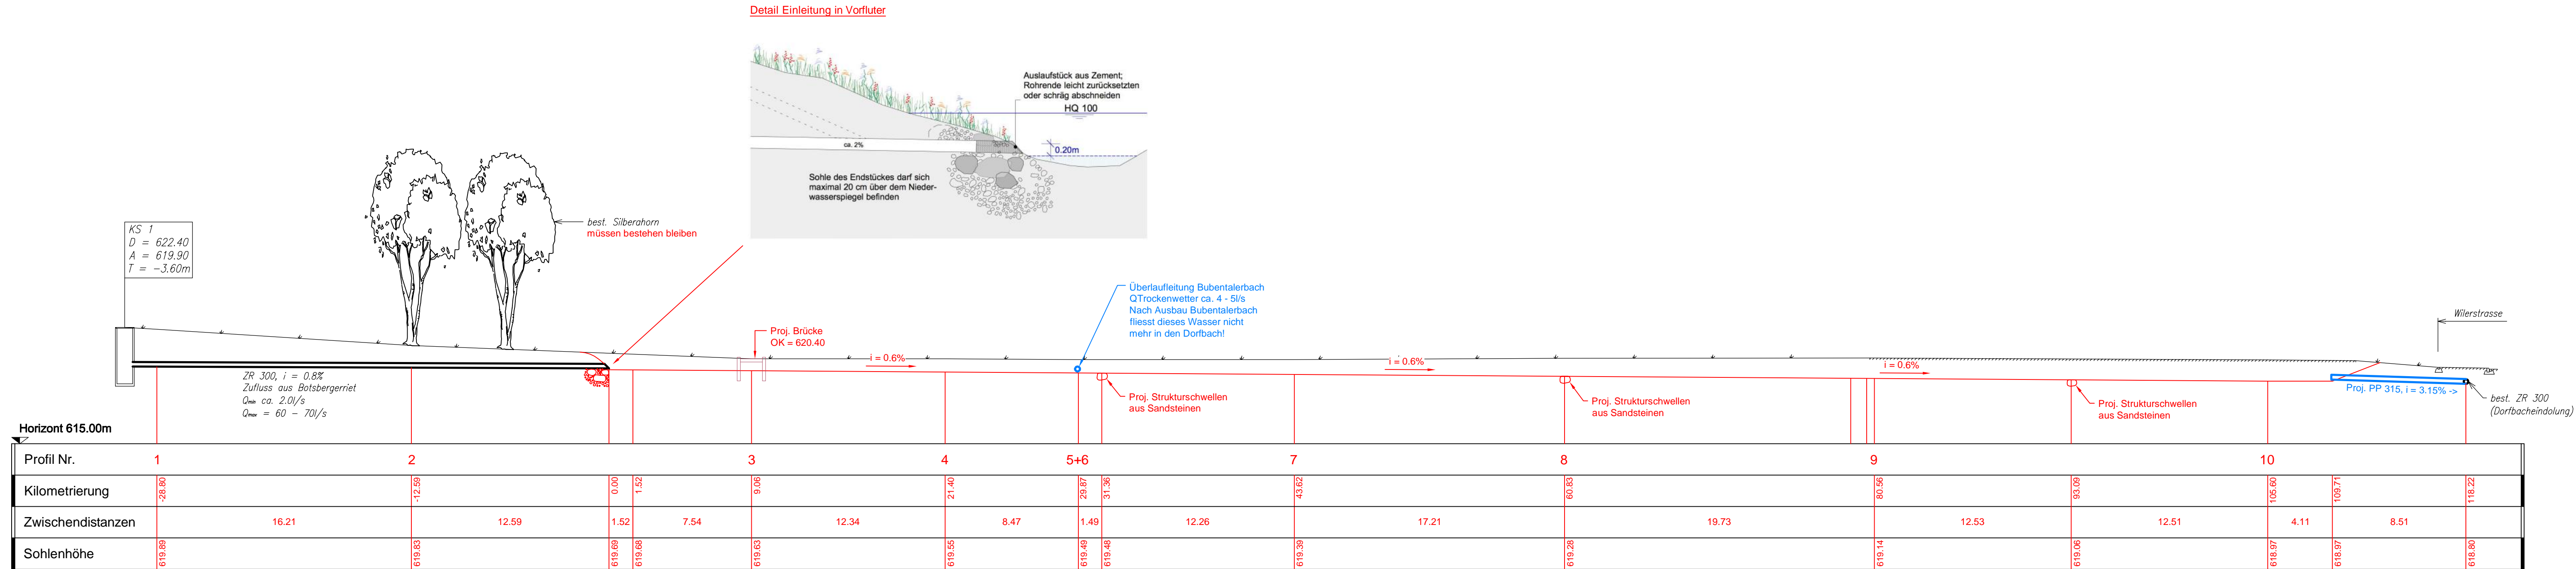 Detail Einleitung in Vorfluter
Auslaufstück aus Zement;
Rohrende leicht zurücksetzten
oder schräg abschneiden
HQ 100
ca. 2%
0.20m
Sohle des Endstückes darf sich
maximal 20 cm über dem Nieder-
wasserspiegel befinden
KS 1
D = 622.40
A = 619.90
T = -3.60m
best. Silberahorn
müssen bestehen bleiben
Überlaufleitung Bubentalerbach
QTrockenwetter ca. 4 - 5l/s
Nach Ausbau Bubentalerbach
fliesst dieses Wasser nicht
mehr in den Dorfbach!
Proj. Brücke
OK = 620.40
i = 0.6%
i = 0.6%
i = 0.6%
Wilerstrasse
ZR 300, i = 0.8%
Zufluss aus Botsbergerriet
Qmin ca. 2.0l/s
Qmax = 60 - 70l/s
Proj. Strukturschwellen
aus Sandsteinen
Proj. Strukturschwellen
aus Sandsteinen
Proj. Strukturschwellen
aus Sandsteinen
Proj. PP 315, i = 3.15% ->
best. ZR 300
(Dorfbacheindolung)
Horizont 615.00m
Profil Nr. 1 2 3 4 5+6 7 8 9 10
Kilometrierung -28.80 -12.59 0.00 1.52 9.06 21.40 29.87 31.36 43.62 60.83 80.56 93.09 105.60 109.71 118.22
Zwischendistanzen 16.21 12.59 1.52 7.54 12.34 8.47 1.49 12.26 17.21 19.73 12.53 12.51 4.11 8.51
Sohlenhöhe 619.89 619.83 619.69 619.68 619.63 619.55 619.49 619.48 619.39 619.28 619.14 619.06 618.97 618.97 618.80